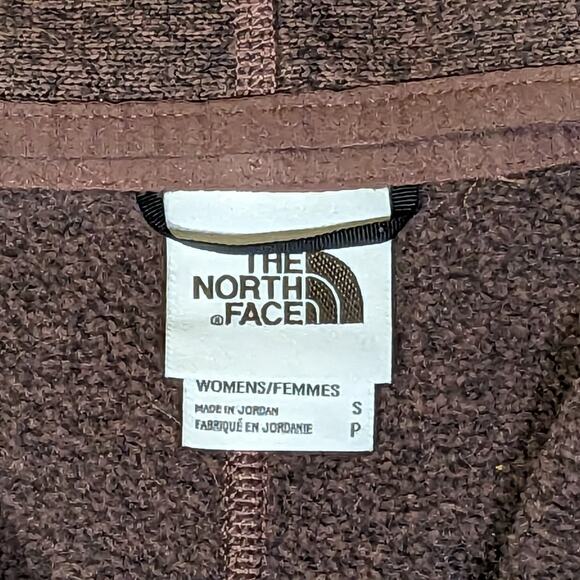 THE
NORTH
®FACE
WOMENS/FEMMES
MADE IN JORDAN S
FABRIQUÉ EN JORDANIE P